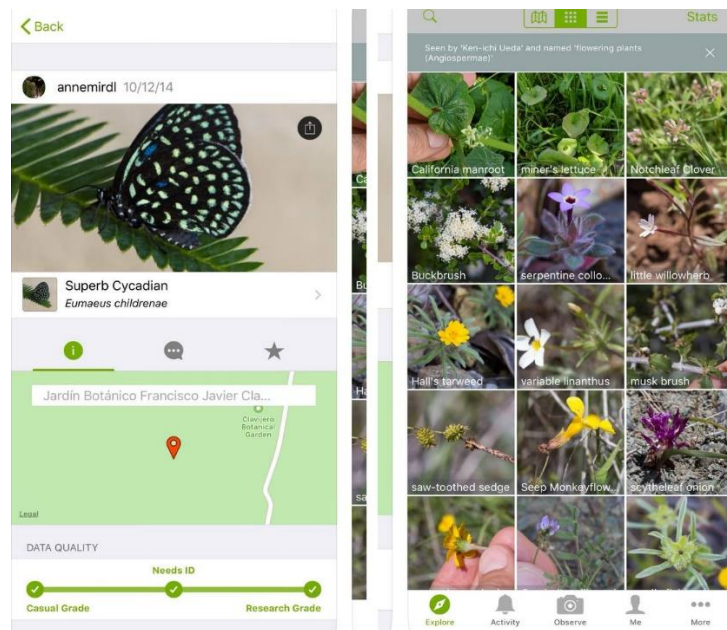 Back
annemirdl 10/12/14
Superb Cycadian
Eumaeus childrenae
Jardín Botánico Francisco Javier Cla...
Clavijero
Botanical
Garden
Legal
DATA QUALITY
Needs ID
Casual Grade
Research Grade
Stats
Seen by 'Ken-ichi Ueda' and named 'flowering plants
(Angiospermae)'
California manroot
miner's lettuce
Notchleaf Clover
Buckbrush
serpentine collo...
little willowherb
Hall's tarweed
variable linanthus
musk brush
saw-toothed sedge
Seep Monkeyflow...
scytheleaf onion
Explore
Activity
Observe
Me
More